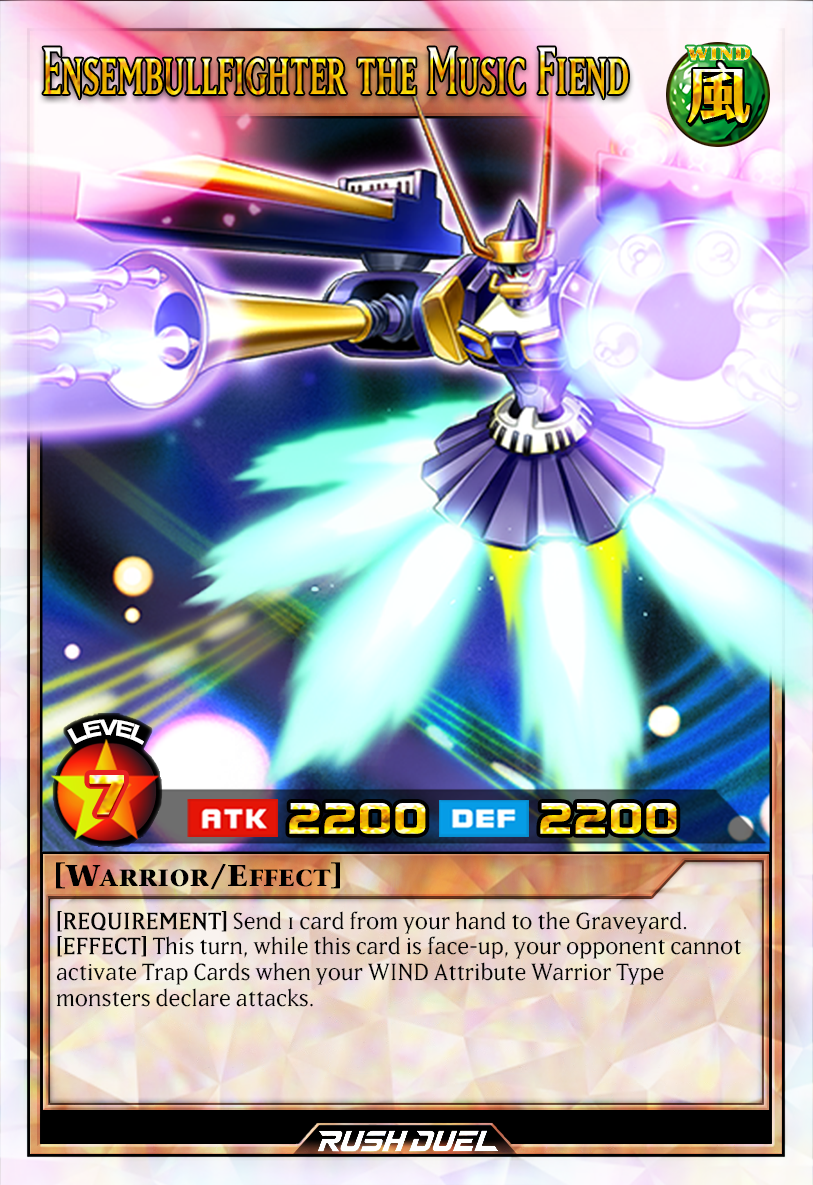 Ensembullfighter the Music Fiend
WIND
風
LEVEL
7
ATK 2200 DEF 2200
[Warrior/Effect]
[REQUIREMENT] Send 1 card from your hand to the Graveyard.
[EFFECT] This turn, while this card is face-up, your opponent cannot
activate Trap Cards when your WIND Attribute Warrior Type
monsters declare attacks.
RUSH DUEL